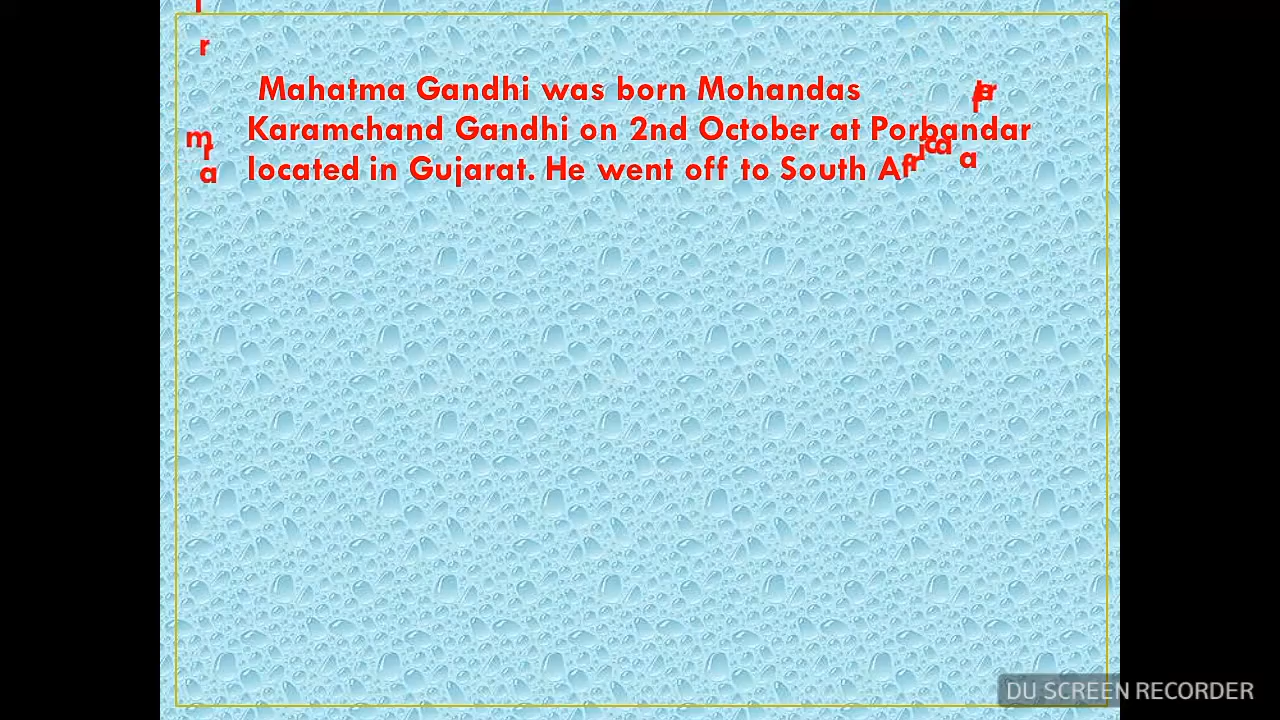 Mahatma Gandhi was born Mohandas
Karamchand Gandhi on 2nd October at Porbandar
located in Gujarat. He went off to South Africa
DU SCREEN RECORDER